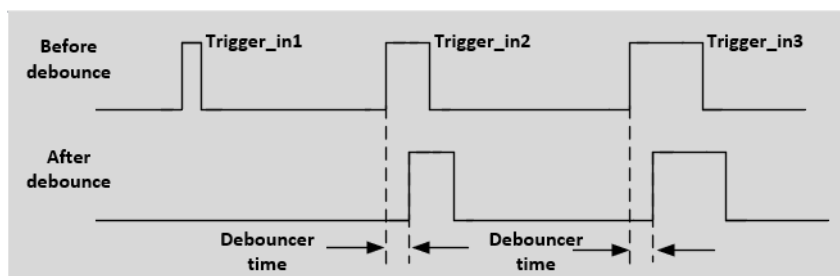 Before
debounce
Trigger_in1
Trigger_in2
Trigger_in3
After
debounce
Debouncer
time
Debouncer
time